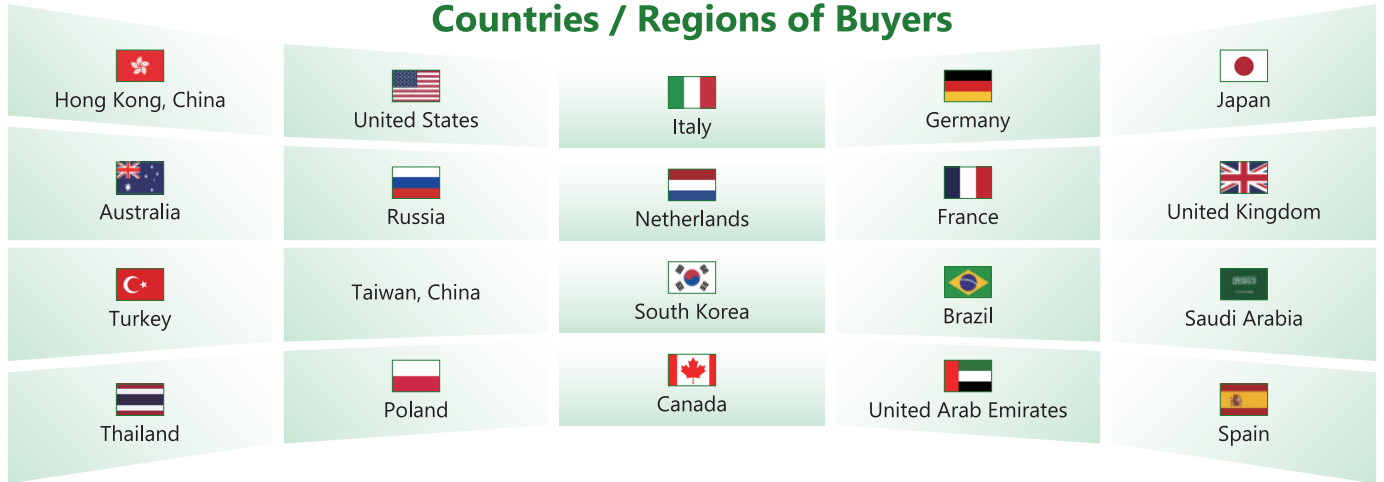 Countries / Regions of Buyers
Hong Kong, China
United States
Italy
Germany
Japan
Australia
Russia
Netherlands
France
United Kingdom
Turkey
Taiwan, China
South Korea
Brazil
Saudi Arabia
Thailand
Poland
Canada
United Arab Emirates
Spain